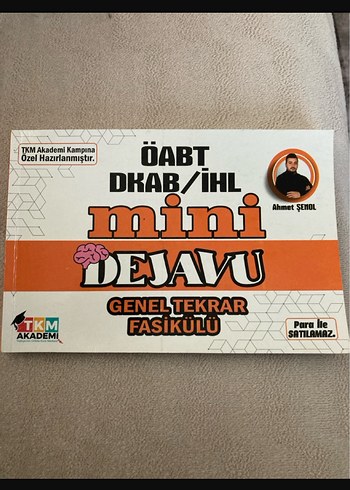 TKM Akademi Kampına
Özel Hazırlanmıştır.
ÖABT
DKAB/İHL
mini
DEJAVU
GENEL TEKRAR
FASİKÜLÜ
Ahmet ŞENOL
TKM
AKADEMİ
Para İle
SATILAMAZ.